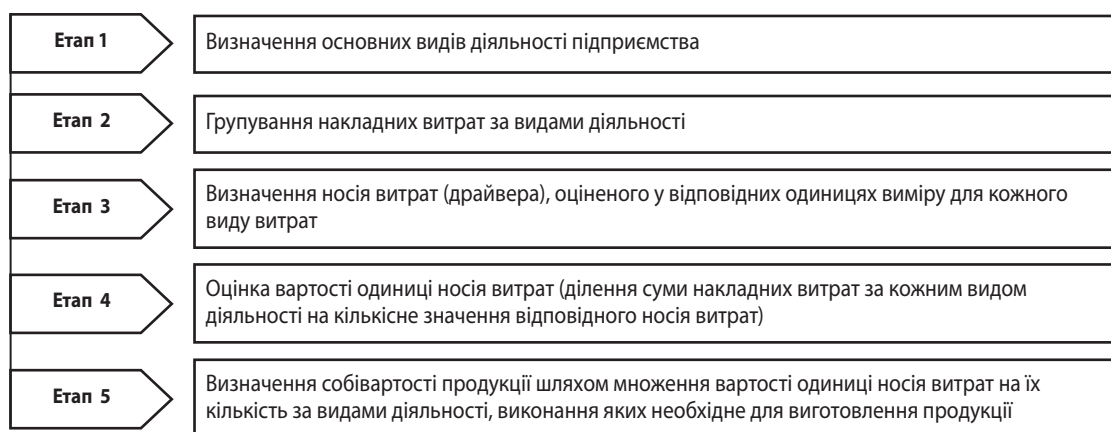 Етап 1
Визначення основних видів діяльності підприємства
Етап 2
Групування накладних витрат за видами діяльності
Етап 3
Визначення носія витрат (драйвера), оціненого у відповідних одиницях виміру для кожного
виду витрат
Етап 4
Оцінка вартості одиниці носія витрат (ділення суми накладних витрат за кожним видом
діяльності на кількісне значення відповідного носія витрат)
Етап 5
Визначення собівартості продукції шляхом множення вартості одиниці носія витрат на їх
кількість за видами діяльності, виконання яких необхідне для виготовлення продукції